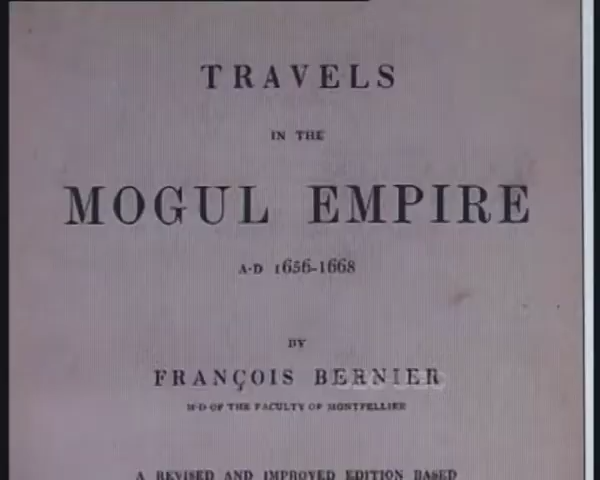 TRAVELS
IN THE
MOGUL EMPIRE
A·D 1656-1668
BY
FRANÇOIS BERNIER
M·D·OF THE FACULTY OF MONTPELLIER
A REVISED AND IMPROVED EDITION BASED